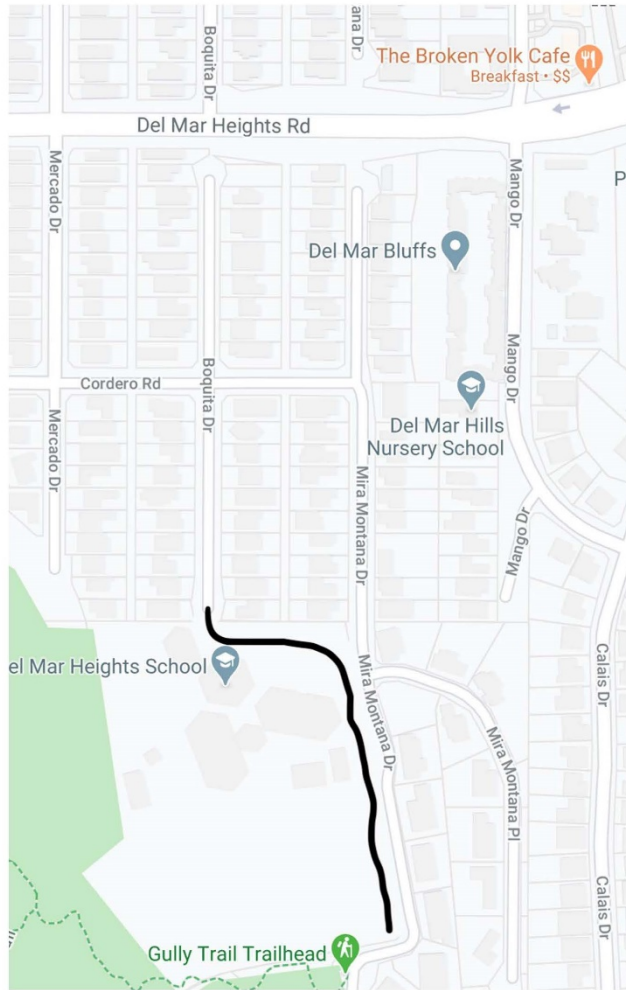 Boquita Dr
ana Dr
The Broken Yolk Cafe
Breakfast • $$
Del Mar Heights Rd
Mercado Dr
Mango Dr
P
Del Mar Bluffs
Boquita Dr
Mango Dr
Cordero Rd
Del Mar Hills
Nursery School
Mercado Dr
Mira Montana Dr
Mango Dr
el Mar Heights School
Mira Montana Dr
Calais Dr
Mira Montana Pl
Calais Dr
Gully Trail Trailhead